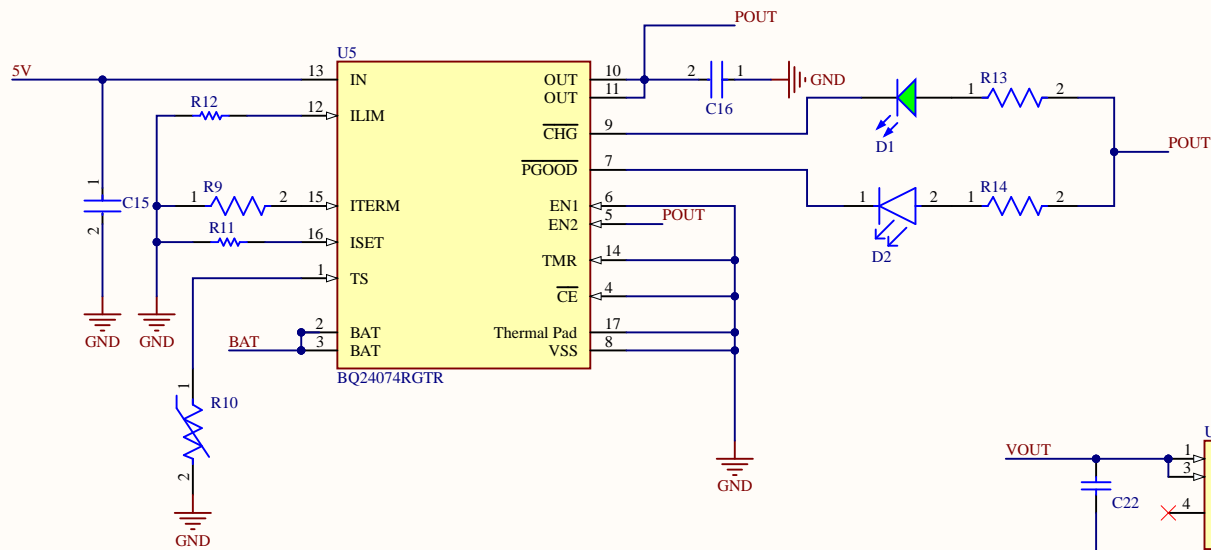 POUT
U5
5V
13
IN
OUT
10
2
1
GND
R12
12
ILIM
OUT
11
C16
R13
1
2
CHG
9
D1
POUT
PGOOD
7
1
C15
2
R9
1
2
15
ITERM
EN1
6
1
2
R14
1
2
D2
R11
16
ISET
EN2
5
POUT
TMR
14
1
TS
CE
4
GND
GND
BAT
2
BAT
Thermal Pad
17
3
BAT
VSS
8
BQ24074RGTR
1
R10
2
GND
GND
VOUT
U
1
3
C22
4